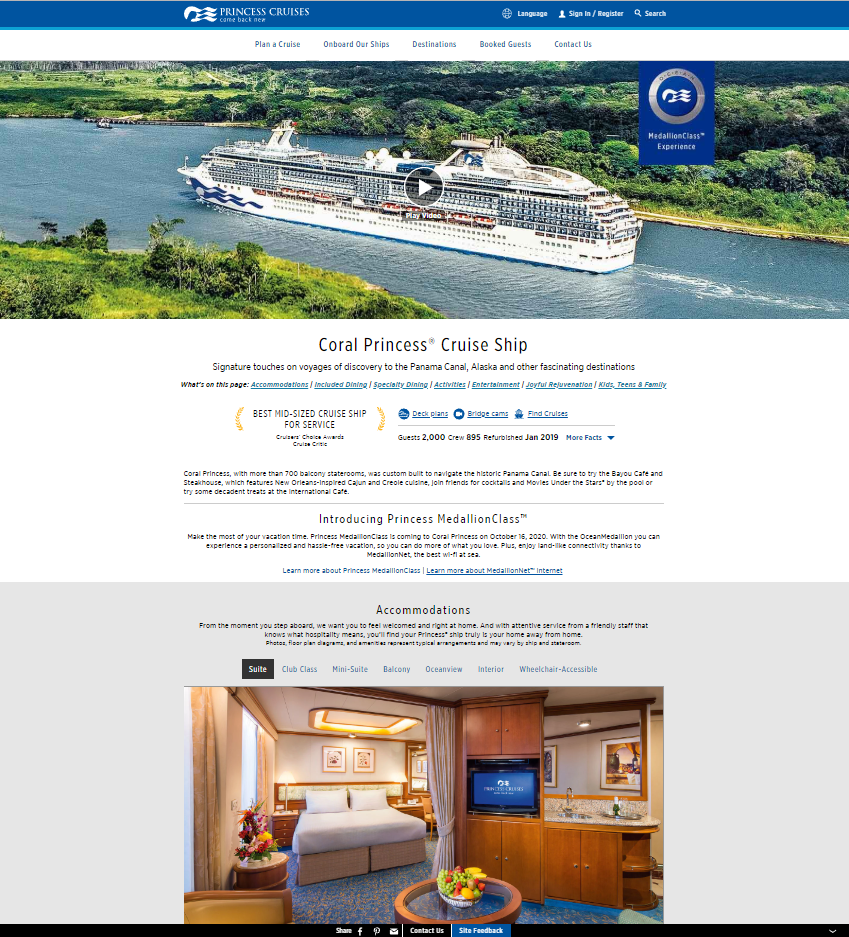 PRINCESS CRUISES
come back new
Language
Sign In / Register
Search
Plan a Cruise
Onboard Our Ships
Destinations
Booked Guests
Contact Us
OCEAN
MedallionClass™
Experience
Play Video
Coral Princess® Cruise Ship
Signature touches on voyages of discovery to the Panama Canal, Alaska and other fascinating destinations
What's on this page: Accommodations | Included Dining | Specialty Dining | Activities | Entertainment | Joyful Rejuvenation | Kids, Teens & Family
BEST MID-SIZED CRUISE SHIP
FOR SERVICE
Cruisers' Choice Awards
Cruise Critic
Deck plans
Bridge cams
Find Cruises
Guests 2,000 Crew 895 Refurbished Jan 2019 More Facts
Coral Princess, with more than 700 balcony staterooms, was custom built to navigate the historic Panama Canal. Be sure to try the Bayou Café and
Steakhouse, which features New Orleans-inspired Cajun and Creole cuisine, join friends for cocktails and Movies Under the Stars® by the pool or
try some decadent treats at the International Café.
Introducing Princess MedallionClass™
Make the most of your vacation time. Princess MedallionClass is coming to Coral Princess on October 16, 2020. With the OceanMedallion you can
experience a personalized and hassle-free vacation, so you can do more of what you love. Plus, enjoy land-like connectivity thanks to
MedallionNet, the best wi-fi at sea.
Learn more about Princess MedallionClass | Learn more about MedallionNet™ Internet
Accommodations
From the moment you step aboard, we want you to feel welcomed and right at home. And with attentive service from a friendly staff that
knows what hospitality means, you'll find your Princess® ship truly is your home away from home.
Photos, floor plan diagrams, and amenities represent typical arrangements and may vary by ship and stateroom.
Suite
Club Class
Mini-Suite
Balcony
Oceanview
Interior
Wheelchair-Accessible
PRINCESS CRUISES
Share
Contact Us
Site Feedback